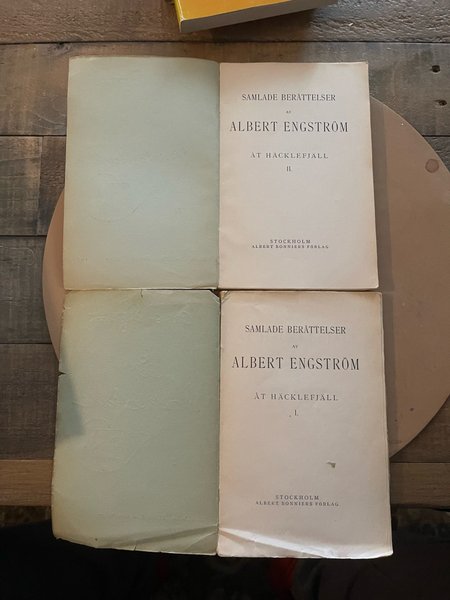 SAMLADE BERÄTTELSER
AV
ALBERT ENGSTRÖM
ÅT HÄCKLEFJÄLL
II.
STOCKHOLM
ALBERT BONNIERS FÖRLAG
SAMLADE BERÄTTELSER
AV
ALBERT ENGSTRÖM
ÅT HÄCKLEFJÄLL
I.
STOCKHOLM
ALBERT BONNIERS FÖRLAG